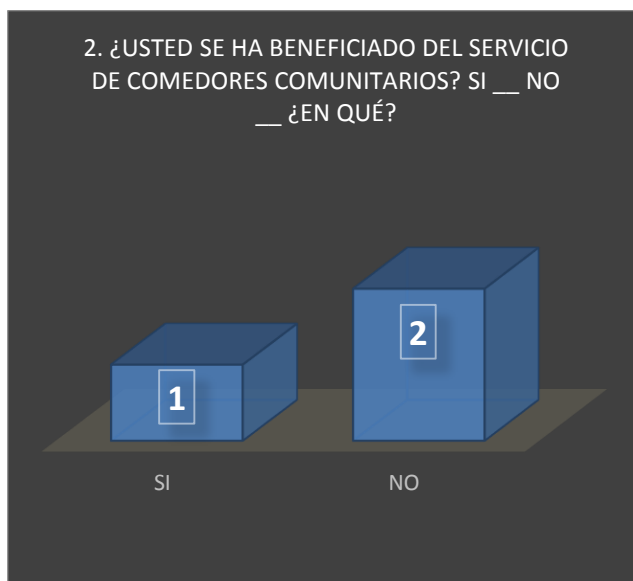 2. ¿USTED SE HA BENEFICIADO DEL SERVICIO
DE COMEDORES COMUNITARIOS? SI __ NO
__ ¿EN QUÉ?
2
1
SI NO